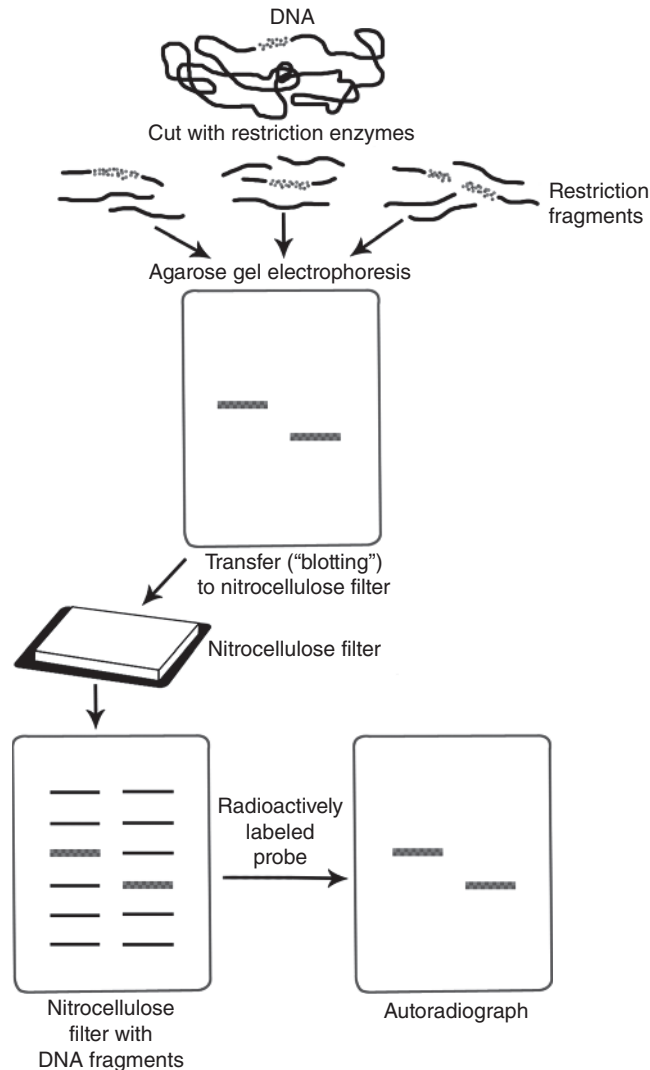 DNA
Cut with restriction enzymes
Restriction
fragments
Agarose gel electrophoresis
Transfer (“blotting”)
to nitrocellulose filter
Nitrocellulose filter
Radioactively
labeled
probe
Nitrocellulose
filter with
DNA fragments
Autoradiograph